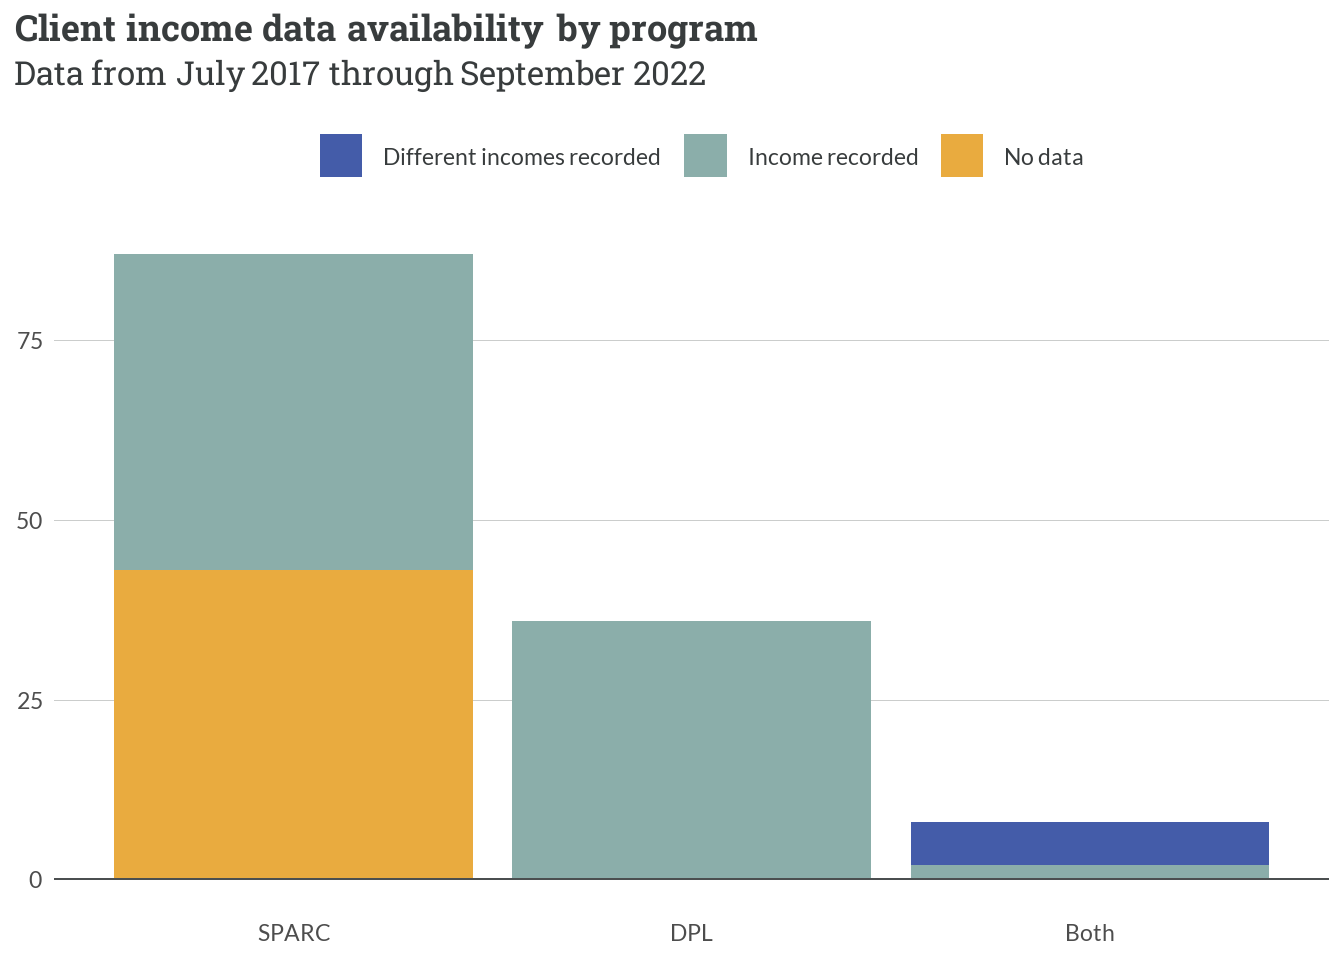 Client income data availability by program
Data from July 2017 through September 2022
Different incomes recorded
Income recorded
No data
75
50
25
0
SPARC
DPL
Both